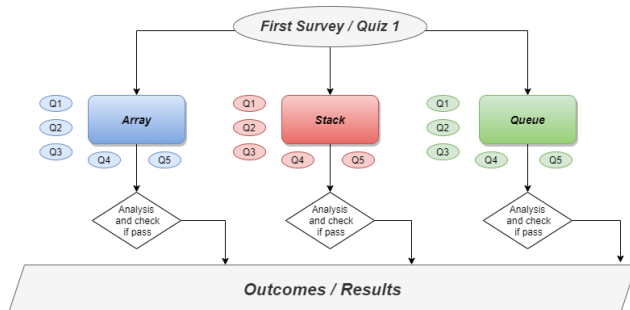 First Survey / Quiz 1
Q1
Q2
Q3
Array
Q4
Q5
Q1
Q2
Q3
Stack
Q4
Q5
Q1
Q2
Q3
Queue
Q4
Q5
Analysis
and check
if pass
Analysis
and check
if pass
Analysis
and check
if pass
Outcomes / Results